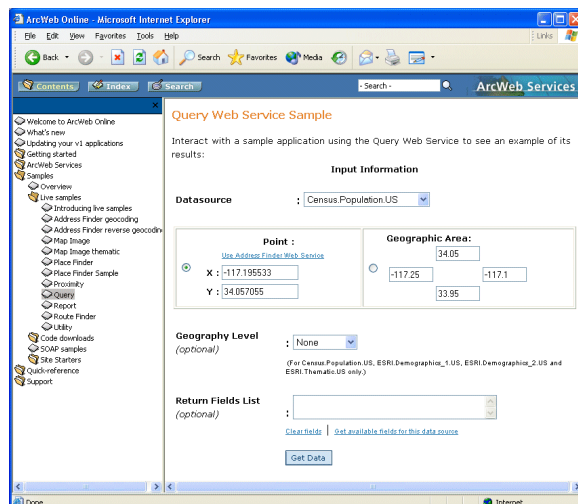 ArcWeb Online - Microsoft Internet Explorer
File Edit View Favorites Tools Help Links
Back Search Favorites Media
Contents Index Search - Search - ArcWeb Services
x
Welcome to ArcWeb Online
What's new
Updating your v1 applications
Getting started
ArcWeb Services
Samples
Overview
Live samples
Introducing live samples
Address Finder geocoding
Address Finder reverse geocodin
Map Image
Map Image thematic
Place Finder
Place Finder Sample
Proximity
Query
Report
Route Finder
Utility
Code downloads
SOAP samples
Site Starters
Quick-reference
Support
Query Web Service Sample
Interact with a sample application using the Query Web Service to see an example of its
results:
Input Information
Datasource : Census.Population.US
Point :
Use Address Finder Web Service
X : -117.195533
Y : 34.057055
Geographic Area:
34.05
-117.25 -117.1
33.95
Geography Level
(optional) : None
(For Census.Population.US, ESRI.Demographics_1.US, ESRI.Demographics_2.US and
ESRI.Thematic.US only.)
Return Fields List
(optional) :
Clear fields | Get available fields for this data source
Get Data
Done Internet